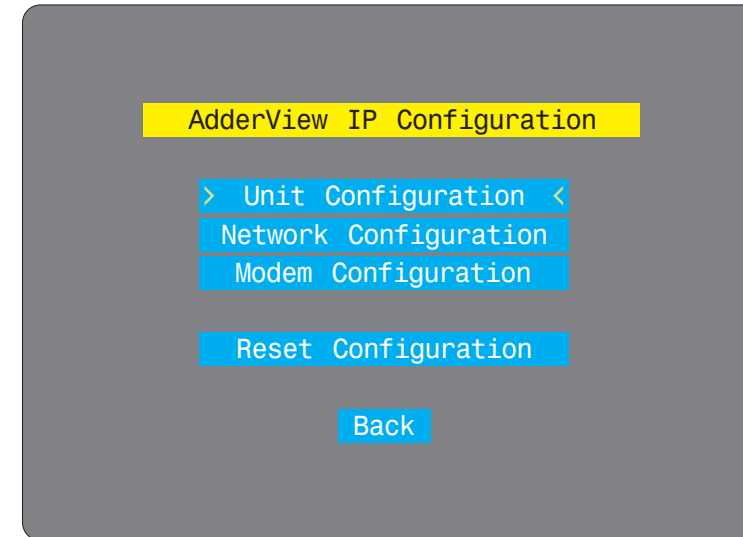 AdderView IP Configuration
> Unit Configuration <
Network Configuration
Modem Configuration
Reset Configuration
Back